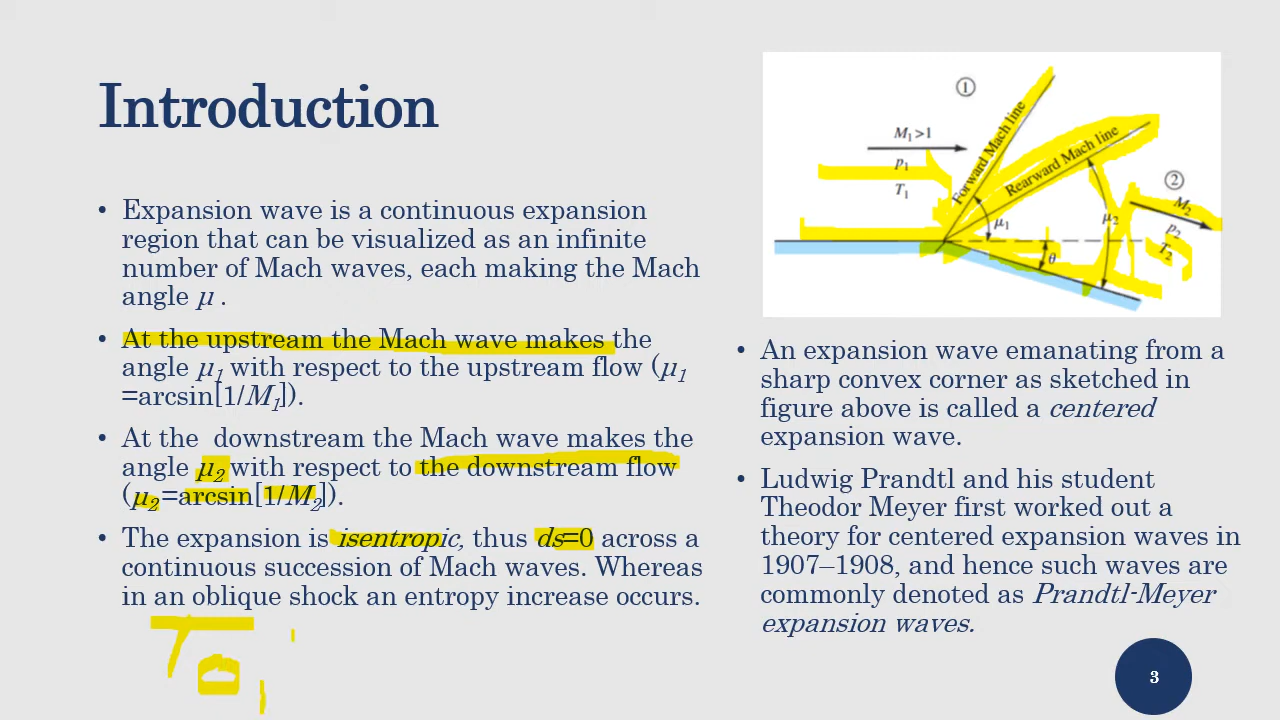 Introduction
• Expansion wave is a continuous expansion
region that can be visualized as an infinite
number of Mach waves, each making the Mach
angle μ .
• At the upstream the Mach wave makes the
angle μ1 with respect to the upstream flow (μ1
=arcsin[1/M1]).
• At the  downstream the Mach wave makes the
angle μ2 with respect to the downstream flow
(μ2=arcsin[1/M2]).
• The expansion is isentropic, thus ds=0 across a
continuous succession of Mach waves. Whereas
in an oblique shock an entropy increase occurs.
①
M1>1
p1
T1
Forward Mach line
Rearward Mach line
②
M2
p2
T2
μ1
μ2
θ
• An expansion wave emanating from a
sharp convex corner as sketched in
figure above is called a centered
expansion wave.
• Ludwig Prandtl and his student
Theodor Meyer first worked out a
theory for centered expansion waves in
1907–1908, and hence such waves are
commonly denoted as Prandtl-Meyer
expansion waves.
3